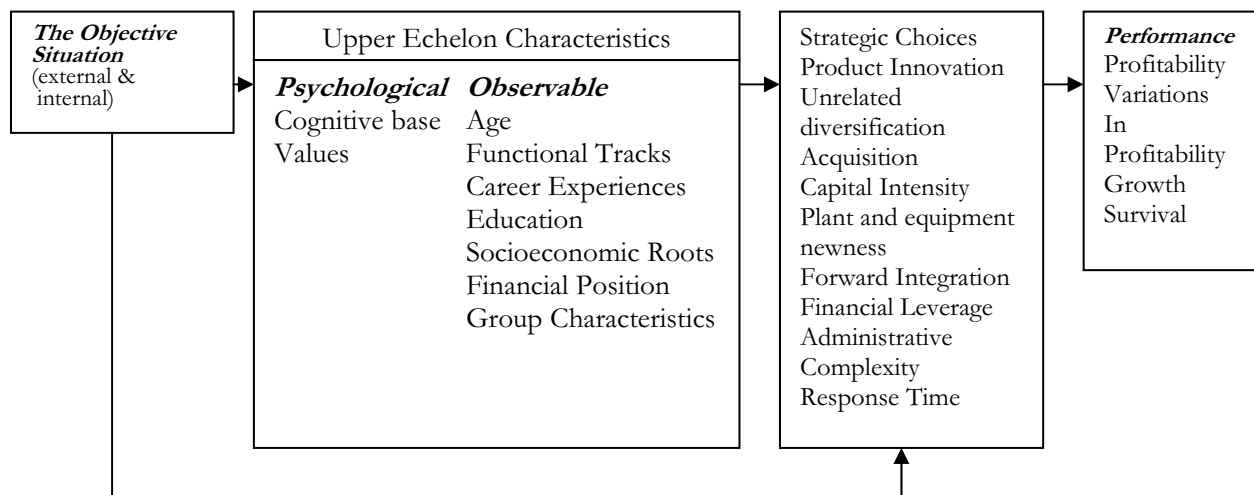 The Objective
Situation
(external &
internal)
Upper Echelon Characteristics
Psychological
Cognitive base
Values
Observable
Age
Functional Tracks
Career Experiences
Education
Socioeconomic Roots
Financial Position
Group Characteristics
Strategic Choices
Product Innovation
Unrelated
diversification
Acquisition
Capital Intensity
Plant and equipment
newness
Forward Integration
Financial Leverage
Administrative
Complexity
Response Time
Performance
Profitability
Variations
In
Profitability
Growth
Survival